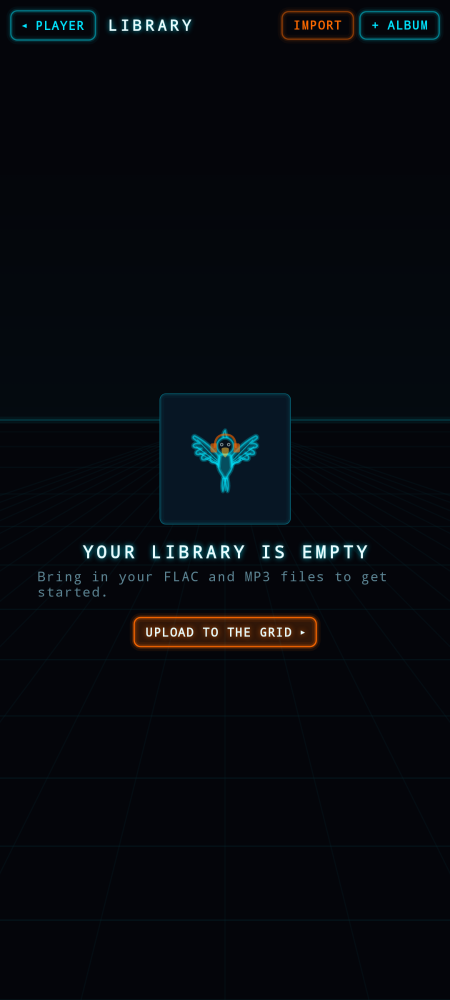 ◂ PLAYER
LIBRARY
IMPORT
+ ALBUM
YOUR LIBRARY IS EMPTY
Bring in your FLAC and MP3 files to get
started.
UPLOAD TO THE GRID ▸